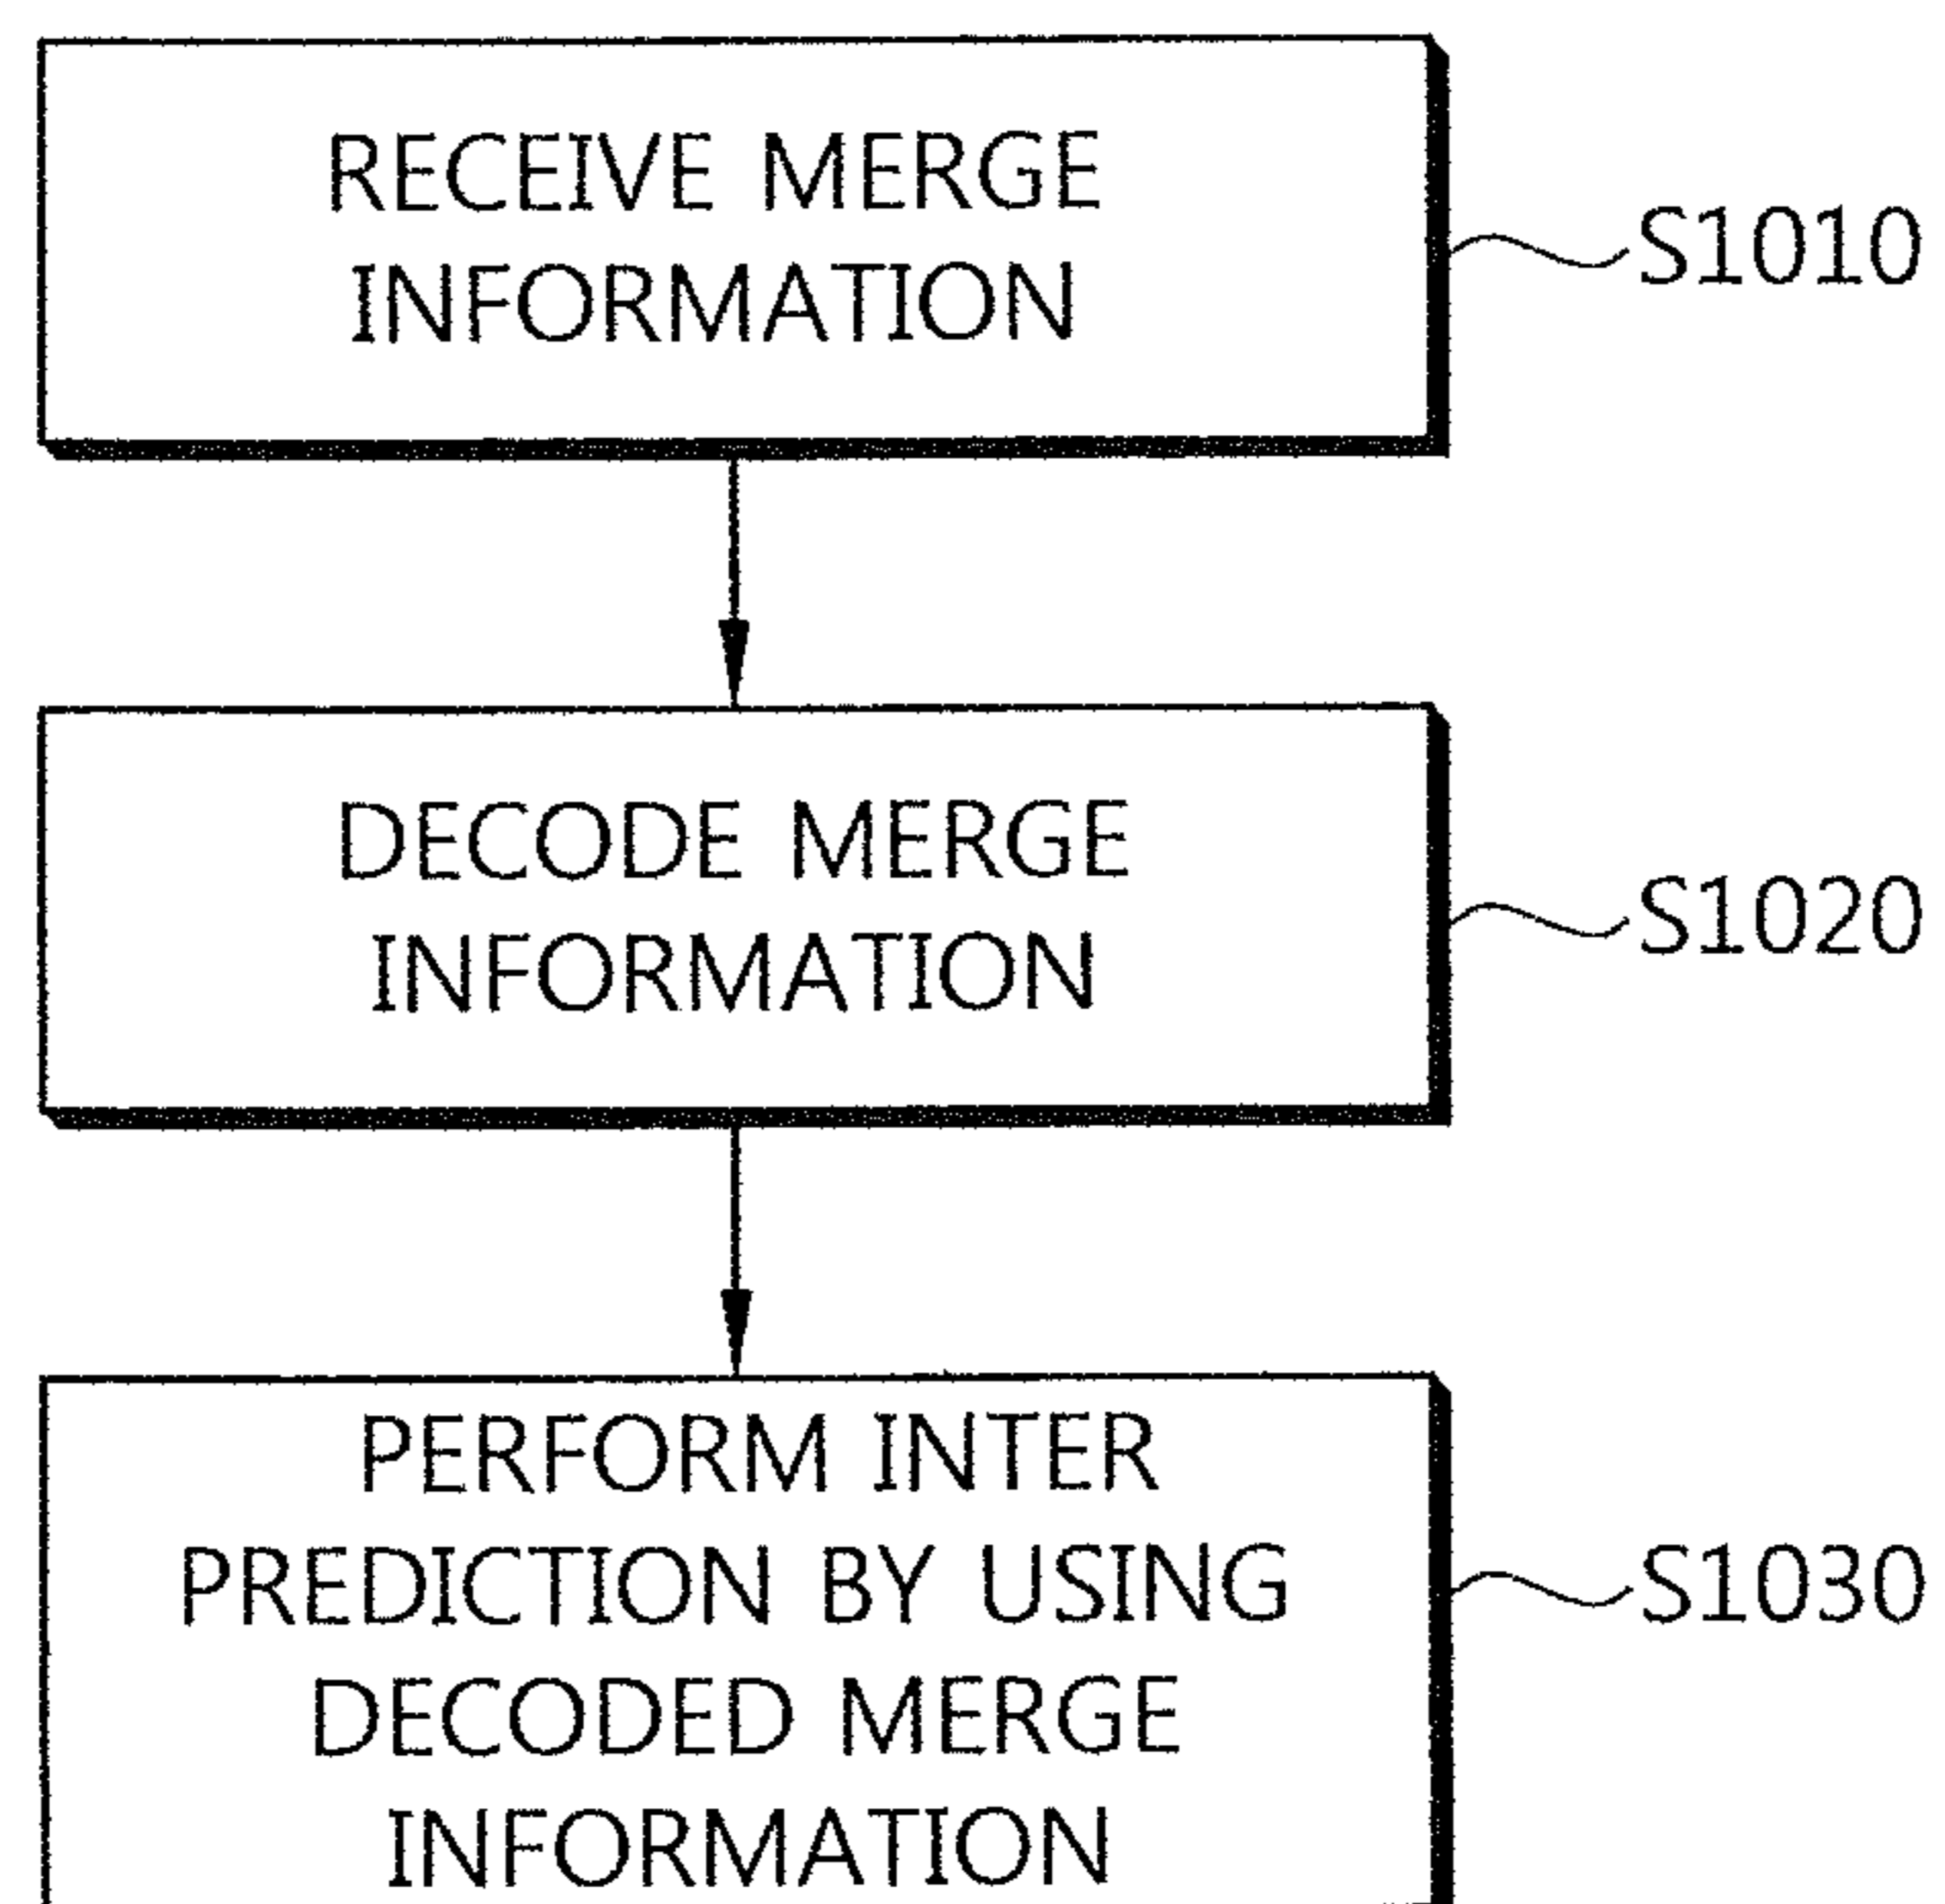 RECEIVE MERGE
INFORMATION
S1010
DECODE MERGE
INFORMATION
S1020
PERFORM INTER
PREDICTION BY USING
DECODED MERGE
INFORMATION
S1030